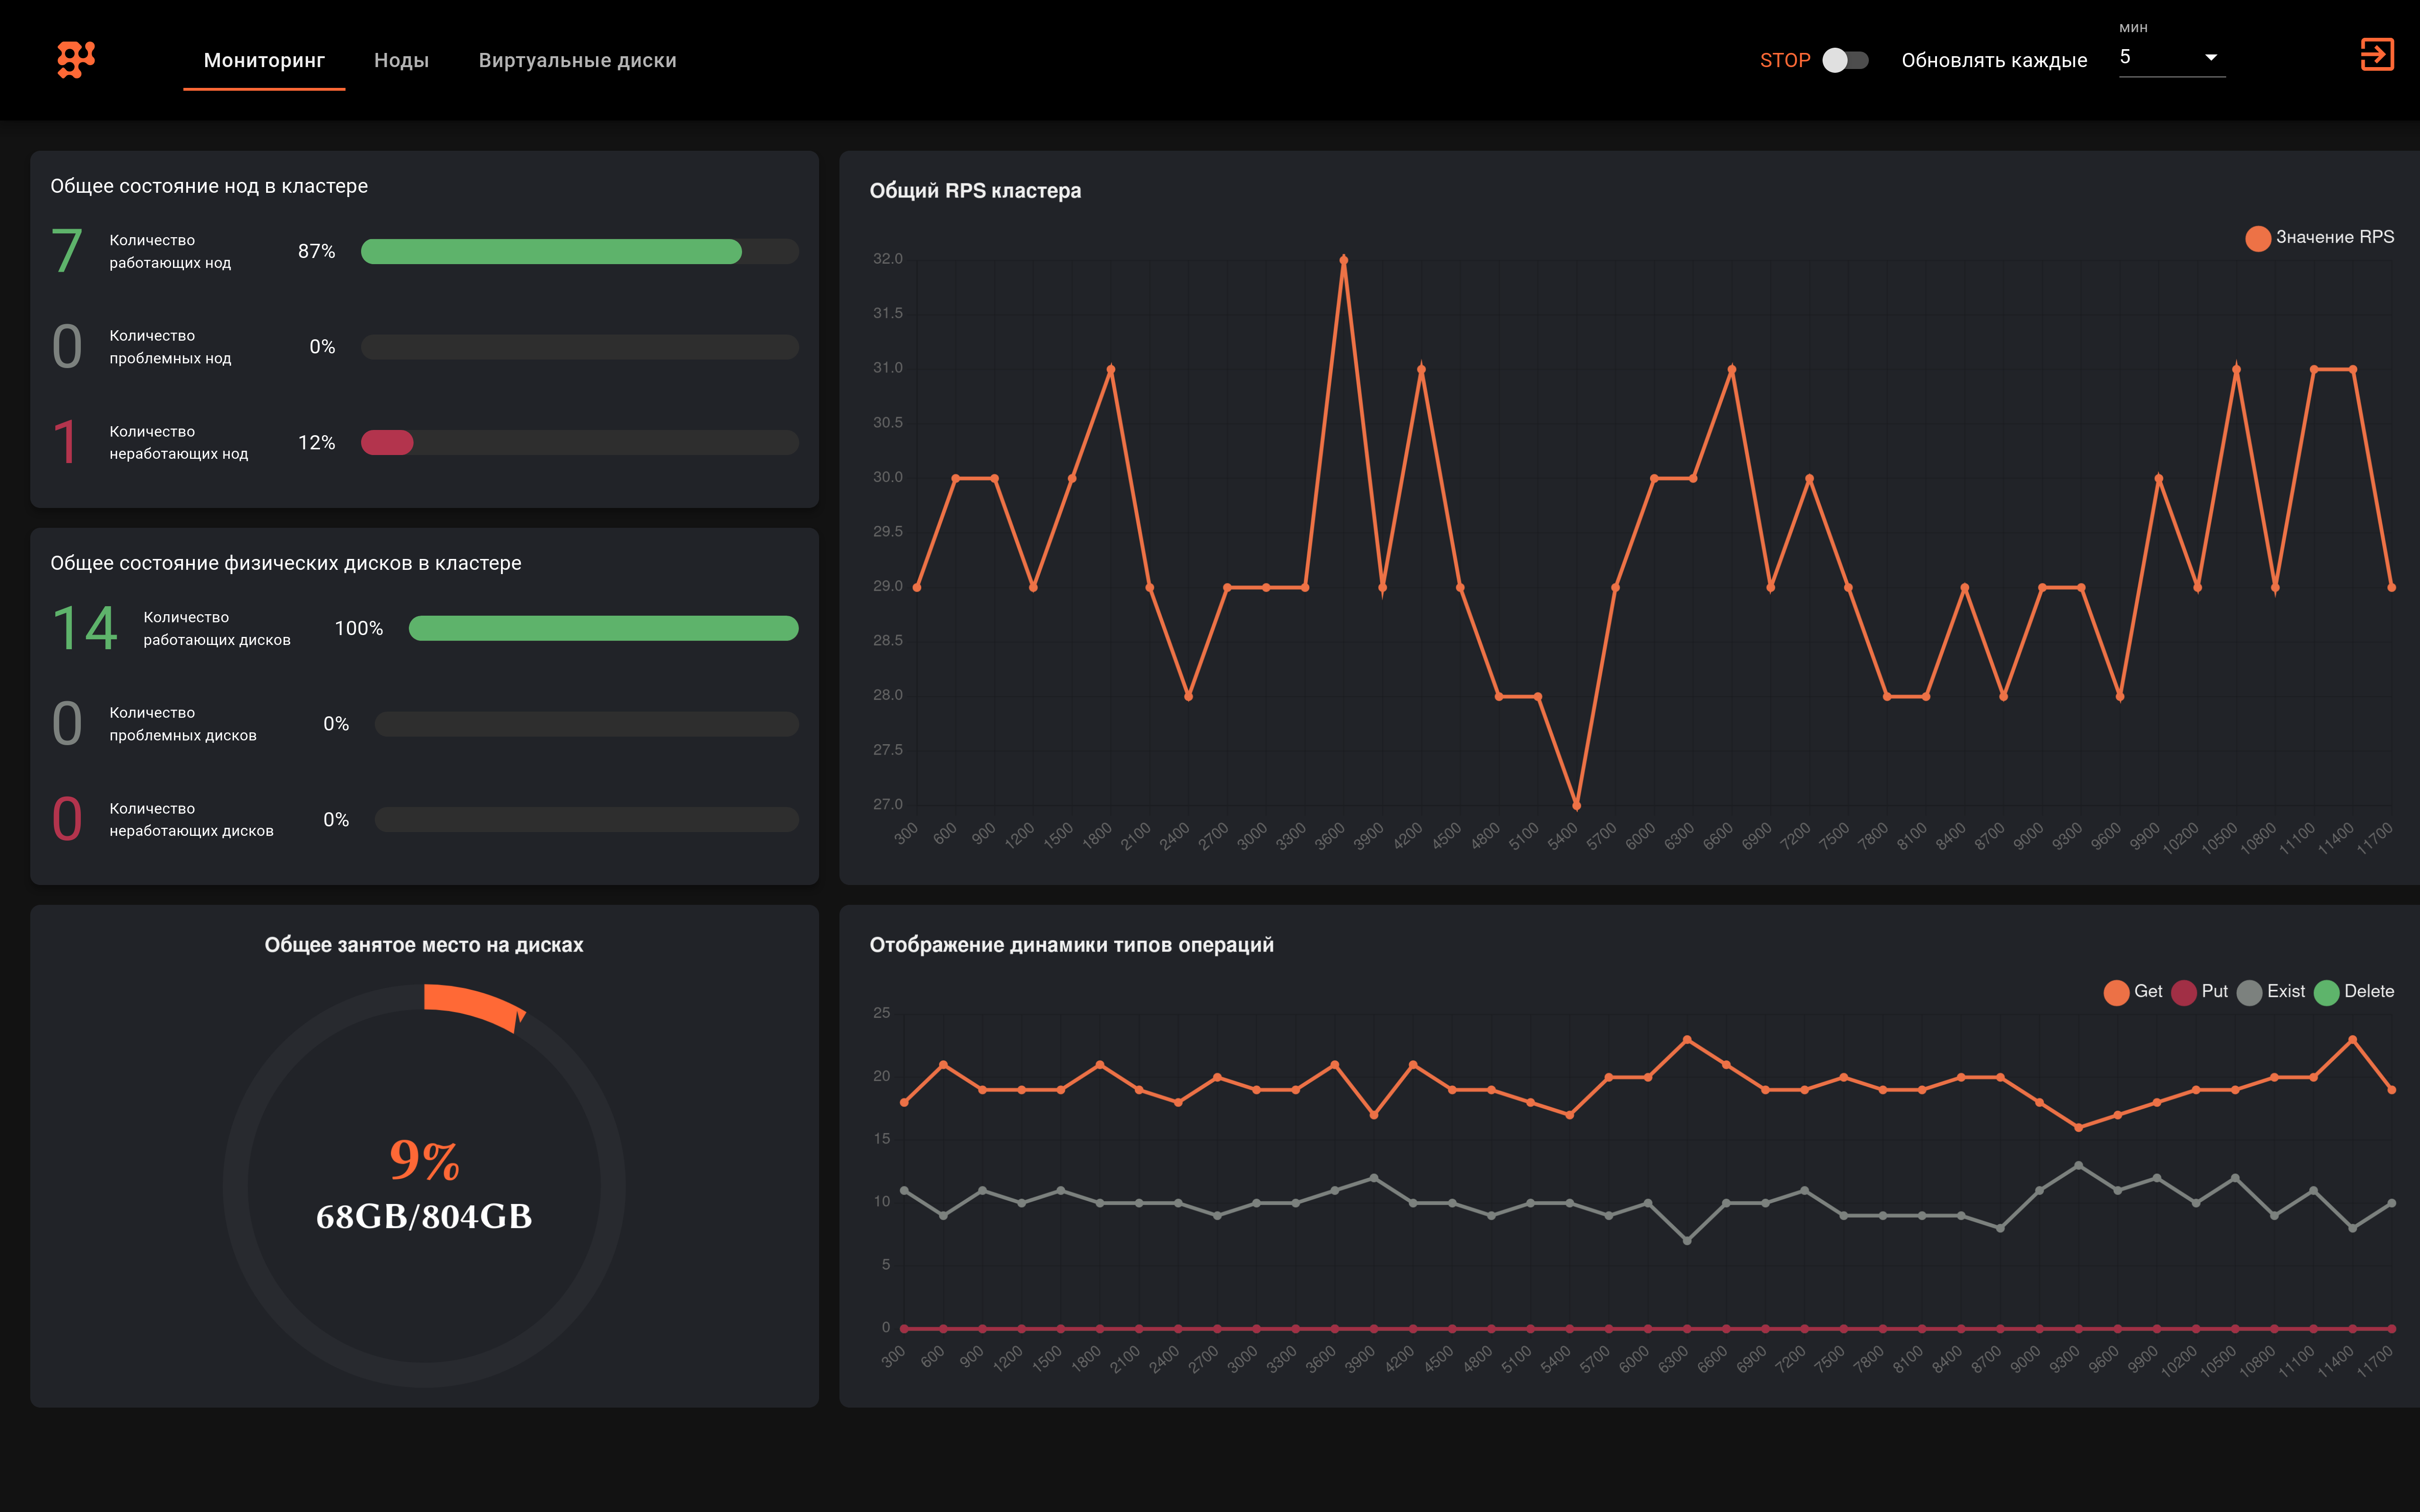 Мониторинг
Ноды
Виртуальные диски
STOP
Обновлять каждые
мин
5
Общее состояние нод в кластере
7
Количество
работающих нод
87%
0
Количество
проблемных нод
0%
1
Количество
неработающих нод
12%
Общее состояние физических дисков в кластере
14
Количество
работающих дисков
100%
0
Количество
проблемных дисков
0%
0
Количество
неработающих дисков
0%
Общее занятое место на дисках
9%
68GB/804GB
Общий RPS кластера
Значение RPS
32.0
31.5
31.0
30.5
30.0
29.5
29.0
28.5
28.0
27.5
27.0
300 600 900 1200 1500 1800 2100 2400 2700 3000 3300 3600 3900 4200 4500 4800 5100 5400 5700 6000 6300 6600 6900 7200 7500 7800 8100 8400 8700 9000 9300 9600 9900 10200 10500 10800 11100 11400 11700
Отображение динамики типов операций
Get Put Exist Delete
25
20
15
10
5
0
300 600 900 1200 1500 1800 2100 2400 2700 3000 3300 3600 3900 4200 4500 4800 5100 5400 5700 6000 6300 6600 6900 7200 7500 7800 8100 8400 8700 9000 9300 9600 9900 10200 10500 10800 11100 11400 11700